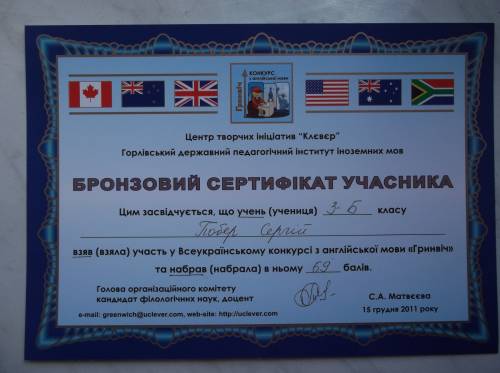 КОНКУРС
з англійської мови
Гринвіч
Центр творчих ініціатив "Клєвєр"
Горлівський державний педагогічний інститут іноземних мов
БРОНЗОВИЙ СЕРТИФІКАТ УЧАСНИКА
Цим засвідчується, що учень (учениця) 3-Б класу
Побер Сергій
взяв (взяла) участь у Всеукраїнському конкурсі з англійської мови «Гринвіч»
та набрав (набрала) в ньому 69 балів.
Голова організаційного комітету
кандидат філологічних наук, доцент
С.А. Матвєєва
15 грудня 2011 року
e-mail: greenwich@uclever.com, web-site: http://uclever.com